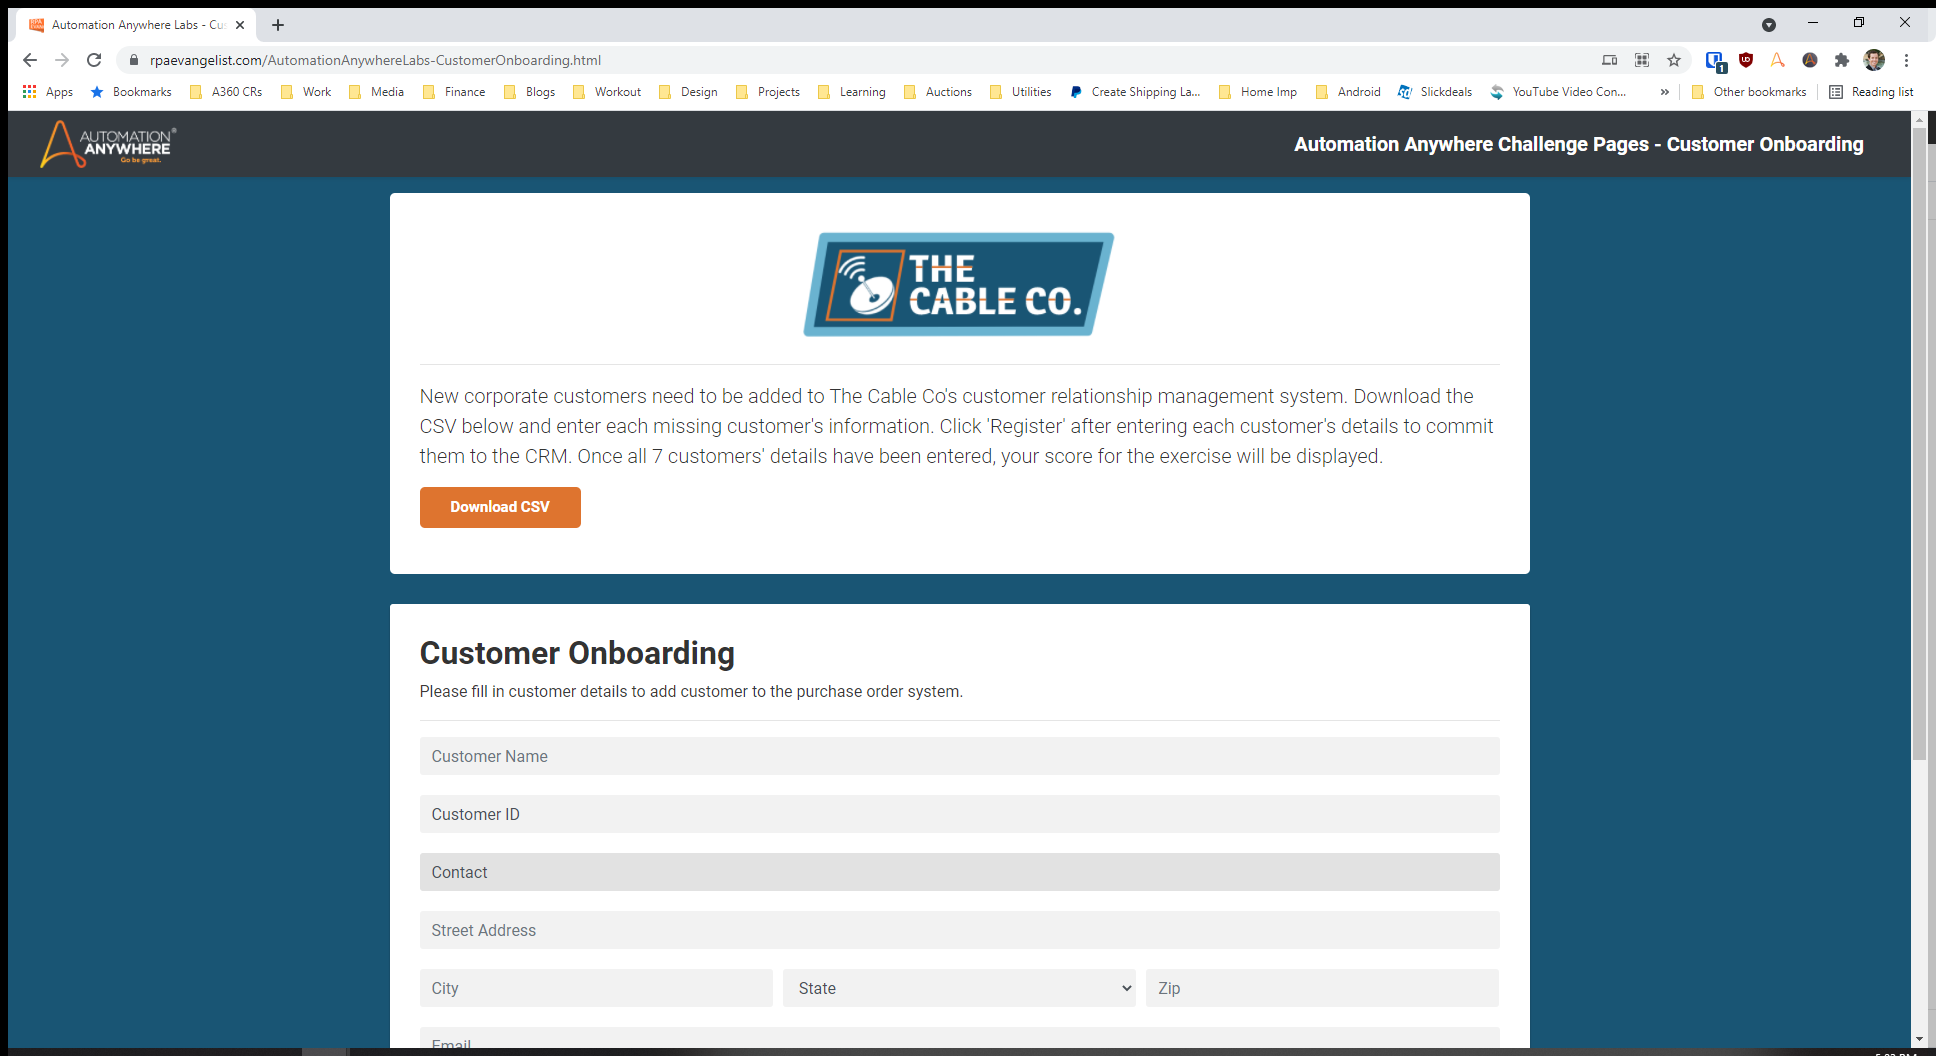 Automation Anywhere Labs - Cu
rpaevangelist.com/AutomationAnywhereLabs-CustomerOnboarding.html
1
Apps Bookmarks A360 CRs Work Media Finance Blogs Workout Design Projects Learning Auctions Utilities Create Shipping La... Home Imp Android Slickdeals YouTube Video Con... » Other bookmarks Reading list
AUTOMATION
ANYWHERE
Go be great.
Automation Anywhere Challenge Pages - Customer Onboarding
THE
CABLE CO.
New corporate customers need to be added to The Cable Co's customer relationship management system. Download the
CSV below and enter each missing customer's information. Click 'Register' after entering each customer's details to commit
them to the CRM. Once all 7 customers' details have been entered, your score for the exercise will be displayed.
Download CSV
Customer Onboarding
Please fill in customer details to add customer to the purchase order system.
Customer Name
Customer ID
Contact
Street Address
City State Zip
Email